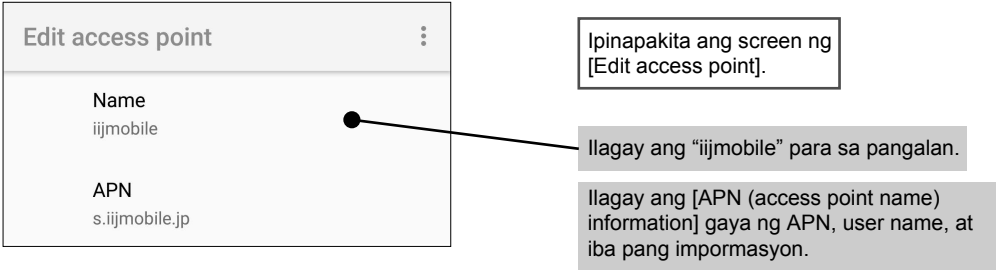 Edit access point
Name
iijmobile
APN
s.iijmobile.jp
Ipinapakita ang screen ng
[Edit access point].
Ilagay ang “iijmobile” para sa pangalan.
Ilagay ang [APN (access point name)
information] gaya ng APN, user name, at
iba pang impormasyon.